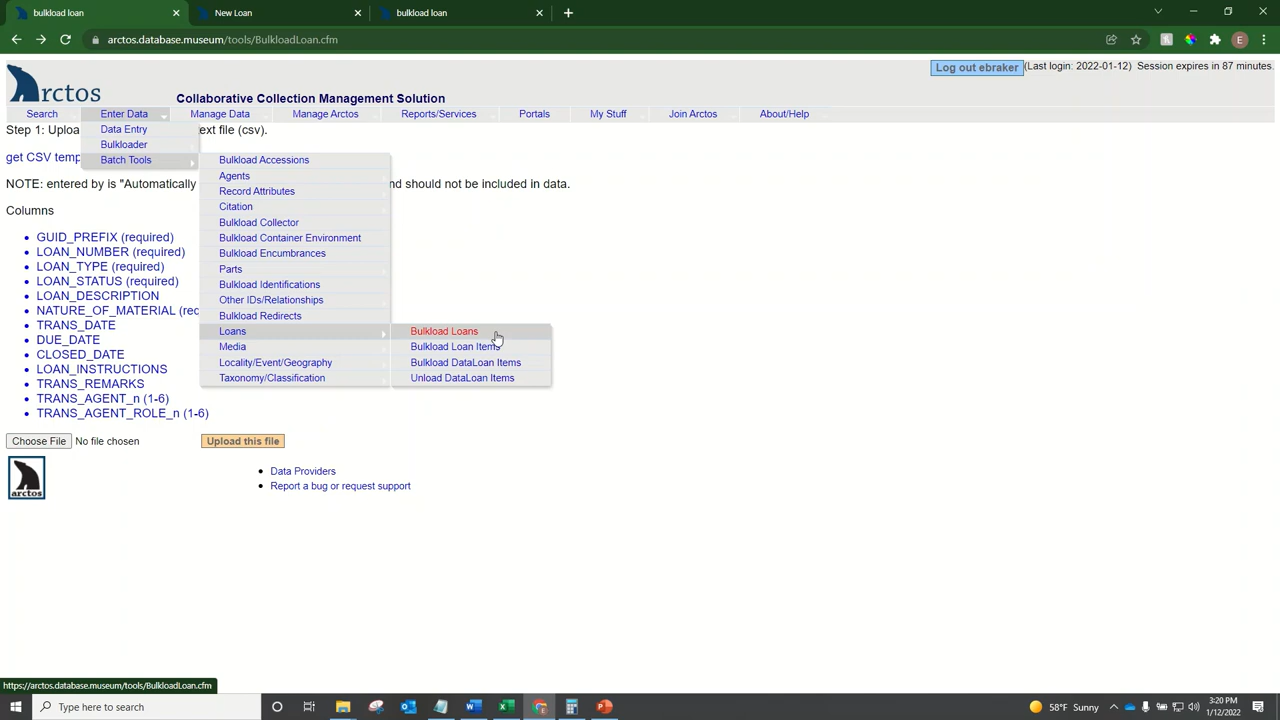 bulkload loan
New Loan
bulkload loan
arctos.database.museum/tools/BulkloadLoan.cfm
E
Log out ebraker (Last login: 2022-01-12) Session expires in 87 minutes.
arctos
Collaborative Collection Management Solution
Search Enter Data Manage Data Manage Arctos Reports/Services Portals My Stuff Join Arctos About/Help
Step 1: Uploa
ext file (csv).
get CSV temp
NOTE: entered by is "Automatically
nd should not be included in data.
Columns
GUID_PREFIX (required)
LOAN_NUMBER (required)
LOAN_TYPE (required)
LOAN_STATUS (required)
LOAN_DESCRIPTION
NATURE_OF_MATERIAL (req
TRANS_DATE
DUE_DATE
CLOSED_DATE
LOAN_INSTRUCTIONS
TRANS_REMARKS
TRANS_AGENT_n (1-6)
TRANS_AGENT_ROLE_n (1-6)
Data Entry
Bulkloader
Batch Tools
Bulkload Accessions
Agents
Record Attributes
Citation
Bulkload Collector
Bulkload Container Environment
Bulkload Encumbrances
Parts
Bulkload Identifications
Other IDs/Relationships
Bulkload Redirects
Loans
Media
Locality/Event/Geography
Taxonomy/Classification
Bulkload Loans
Bulkload Loan Items
Bulkload DataLoan Items
Unload DataLoan Items
Choose File No file chosen Upload this file
arctos
Data Providers
Report a bug or request support
https://arctos.database.museum/tools/BulkloadLoan.cfm
Type here to search
58°F Sunny
3:20 PM
1/12/2022